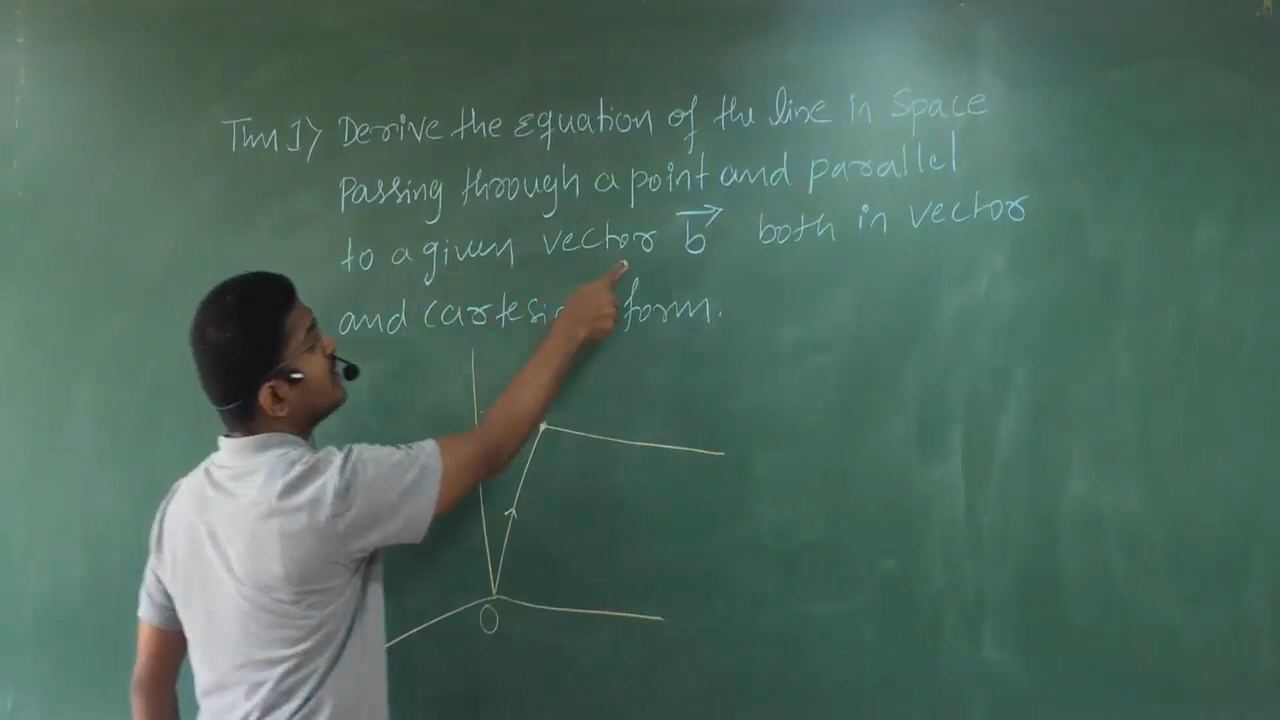 Thm 1) Derive the equation of the line in Space
Passing through a point and parallel
to a given vector b⃗ both in vector
and cartesian form.
O